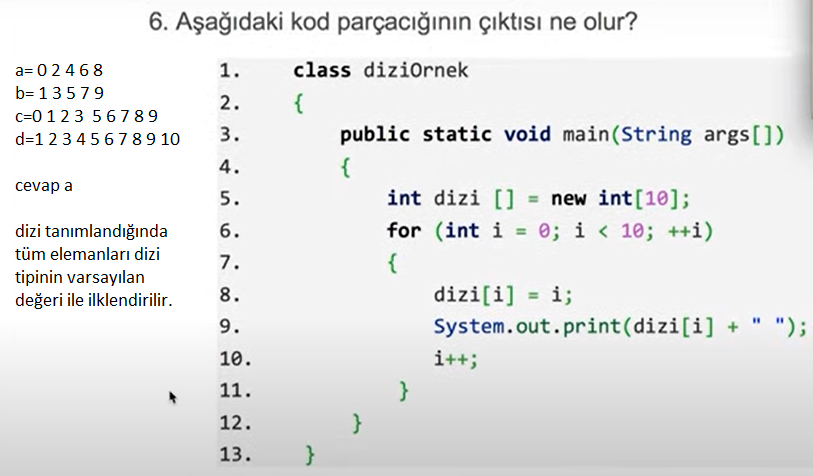 6. Aşağıdaki kod parçacığının çıktısı ne olur?
a= 0 2 4 6 8
b= 1 3 5 7 9
c=0 1 2 3  5 6 7 8 9
d=1 2 3 4 5 6 7 8 9 10
cevap a
dizi tanımlandığında
tüm elemanları dizi
tipinin varsayılan
değeri ile ilklendirilir.
1. class diziOrnek
2. {
3. public static void main(String args[])
4. {
5. int dizi [] = new int[10];
6. for (int i = 0; i < 10; ++i)
7. {
8. dizi[i] = i;
9. System.out.print(dizi[i] + " ");
10. i++;
11. }
12. }
13. }